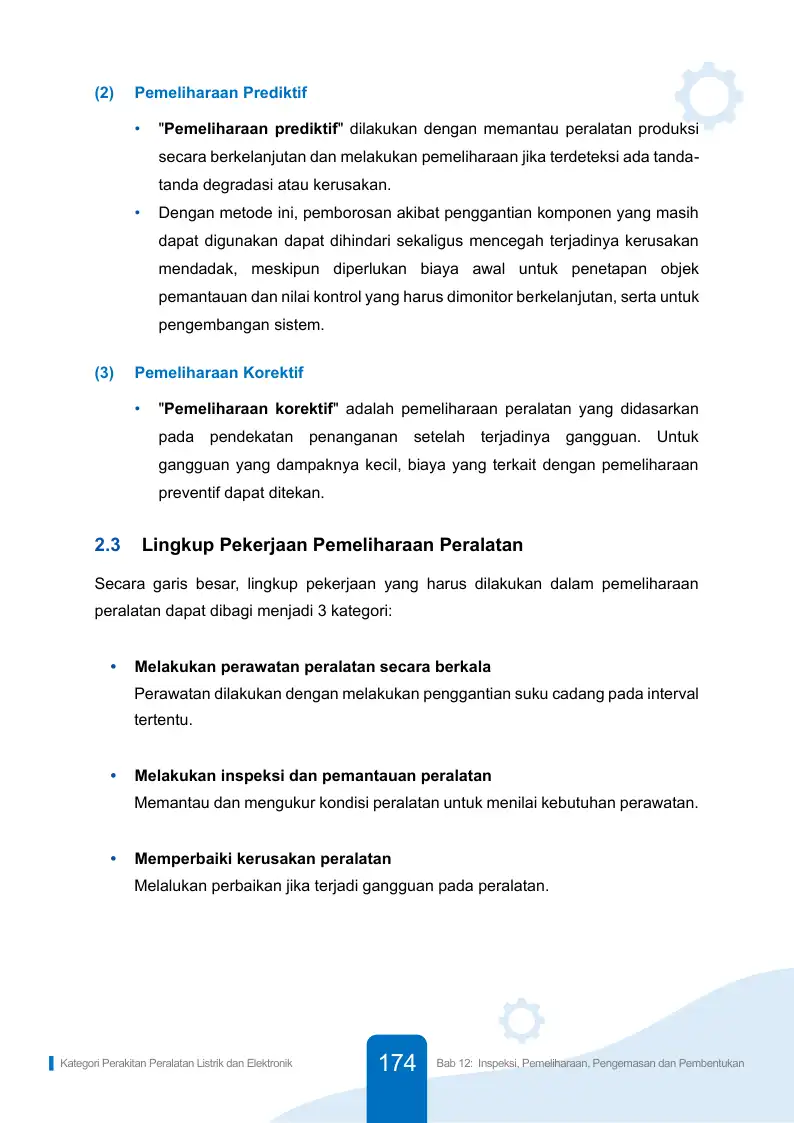 (2) Pemeliharaan Prediktif
• "Pemeliharaan prediktif" dilakukan dengan memantau peralatan produksi
secara berkelanjutan dan melakukan pemeliharaan jika terdeteksi ada tanda-
tanda degradasi atau kerusakan.
• Dengan metode ini, pemborosan akibat penggantian komponen yang masih
dapat digunakan dapat dihindari sekaligus mencegah terjadinya kerusakan
mendadak, meskipun diperlukan biaya awal untuk penetapan objek
pemantauan dan nilai kontrol yang harus dimonitor berkelanjutan, serta untuk
pengembangan sistem.
(3) Pemeliharaan Korektif
• "Pemeliharaan korektif" adalah pemeliharaan peralatan yang didasarkan
pada pendekatan penanganan setelah terjadinya gangguan. Untuk
gangguan yang dampaknya kecil, biaya yang terkait dengan pemeliharaan
preventif dapat ditekan.
2.3 Lingkup Pekerjaan Pemeliharaan Peralatan
Secara garis besar, lingkup pekerjaan yang harus dilakukan dalam pemeliharaan
peralatan dapat dibagi menjadi 3 kategori:
• Melakukan perawatan peralatan secara berkala
Perawatan dilakukan dengan melakukan penggantian suku cadang pada interval
tertentu.
• Melakukan inspeksi dan pemantauan peralatan
Memantau dan mengukur kondisi peralatan untuk menilai kebutuhan perawatan.
• Memperbaiki kerusakan peralatan
Melalukan perbaikan jika terjadi gangguan pada peralatan.
Kategori Perakitan Peralatan Listrik dan Elektronik
174
Bab 12: Inspeksi, Pemeliharaan, Pengemasan dan Pembentukan